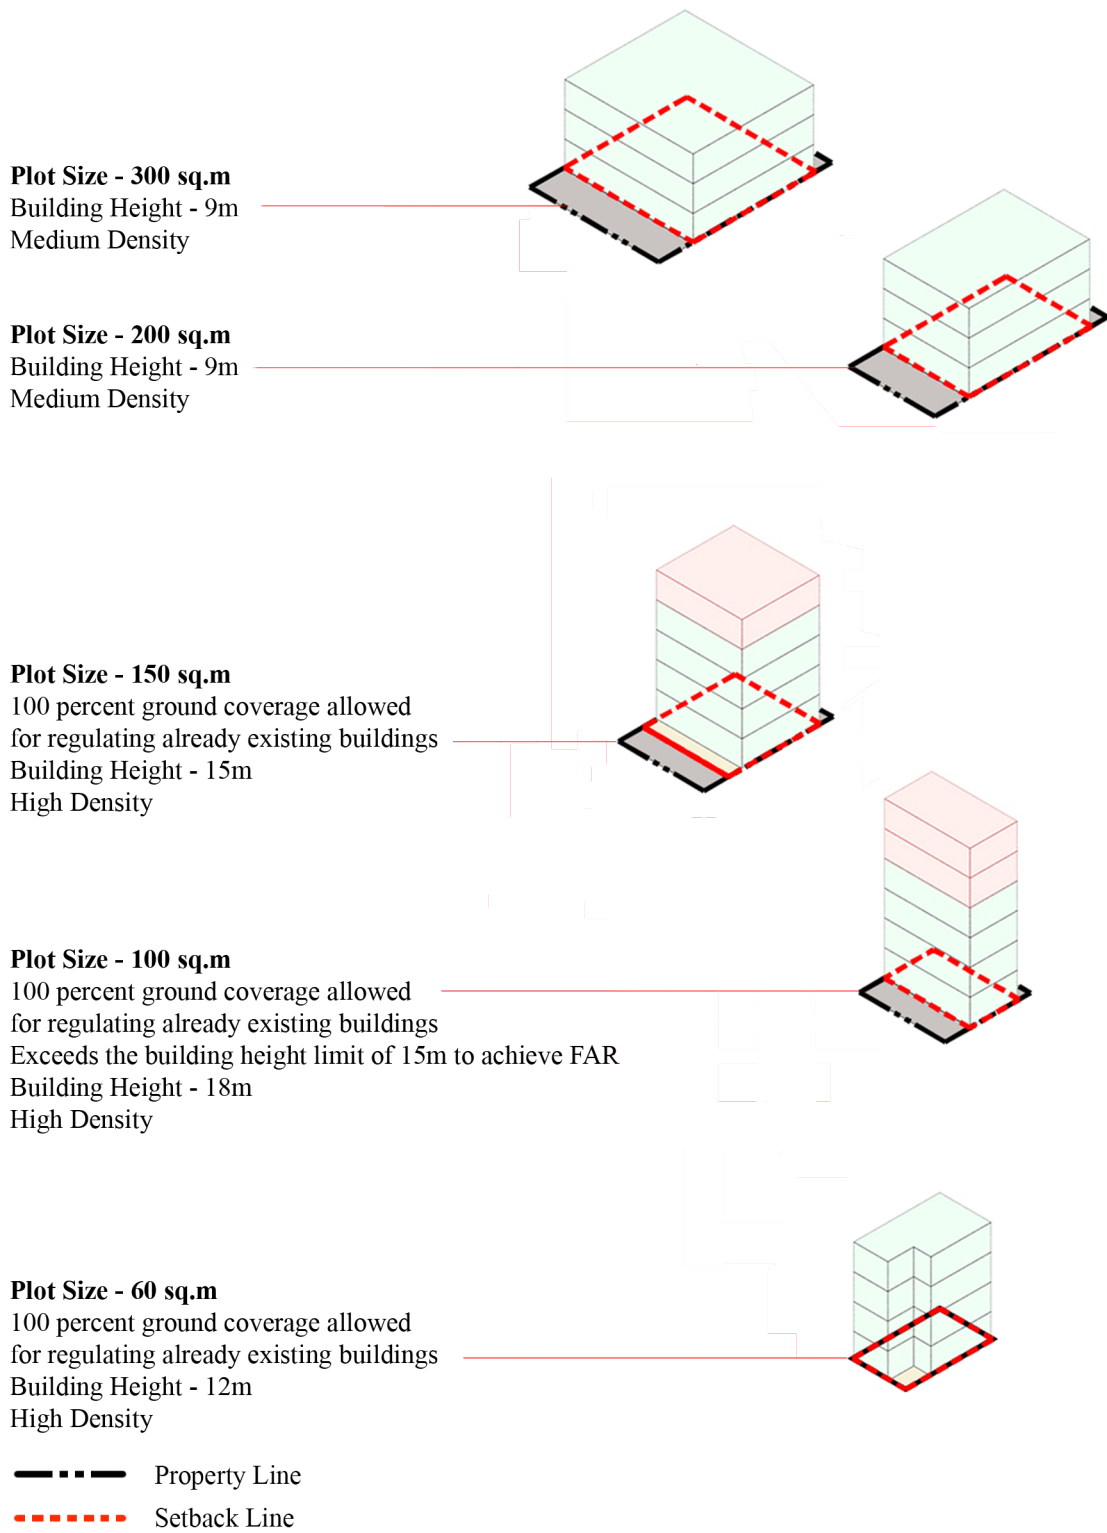 Plot Size - 300 sq.m
Building Height - 9m
Medium Density
Plot Size - 200 sq.m
Building Height - 9m
Medium Density
Plot Size - 150 sq.m
100 percent ground coverage allowed
for regulating already existing buildings
Building Height - 15m
High Density
Plot Size - 100 sq.m
100 percent ground coverage allowed
for regulating already existing buildings
Exceeds the building height limit of 15m to achieve FAR
Building Height - 18m
High Density
Plot Size - 60 sq.m
100 percent ground coverage allowed
for regulating already existing buildings
Building Height - 12m
High Density
Property Line
Setback Line